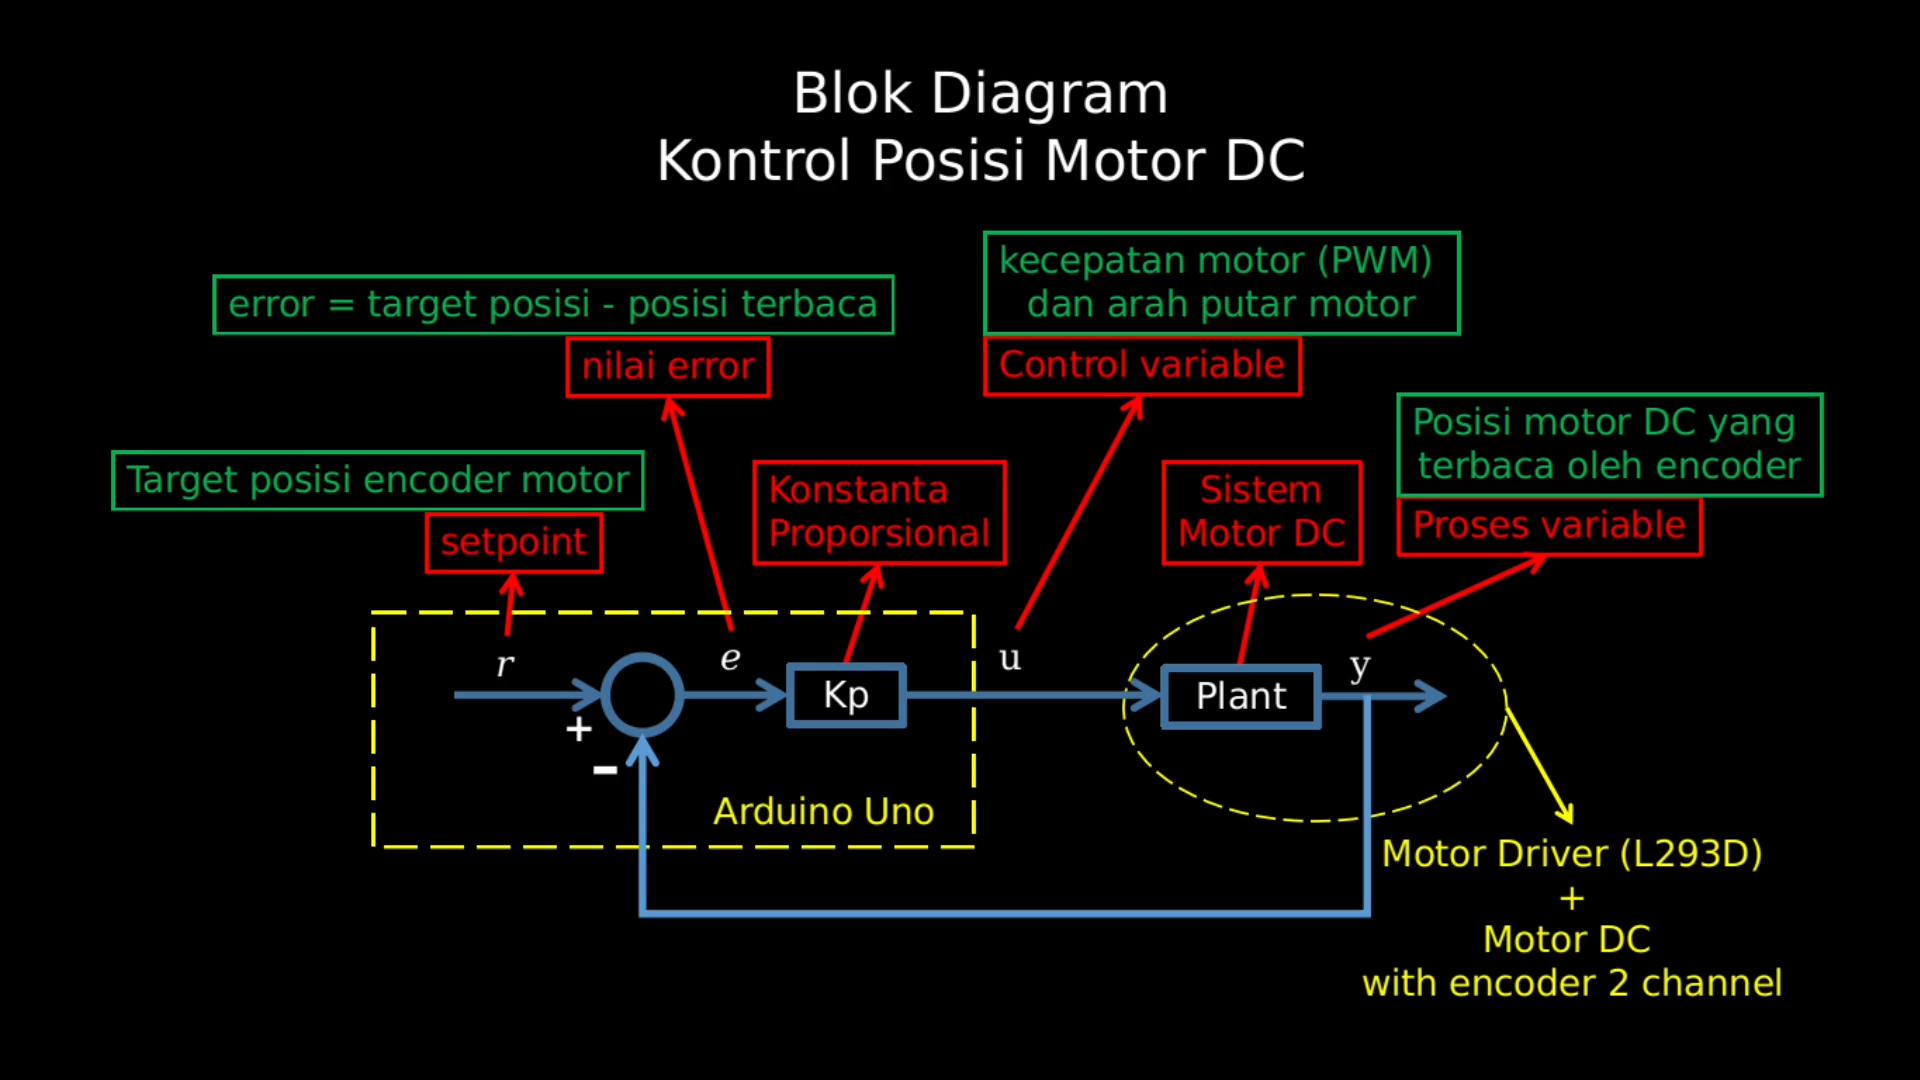 Blok Diagram
Kontrol Posisi Motor DC
kecepatan motor (PWM)
dan arah putar motor
error = target posisi - posisi terbaca
nilai error
Control variable
Posisi motor DC yang
terbaca oleh encoder
Target posisi encoder motor
Konstanta
Proporsional
Sistem
Motor DC
Proses variable
setpoint
r
e
u
y
Kp
Plant
+
-
Arduino Uno
Motor Driver (L293D)
+
Motor DC
with encoder 2 channel